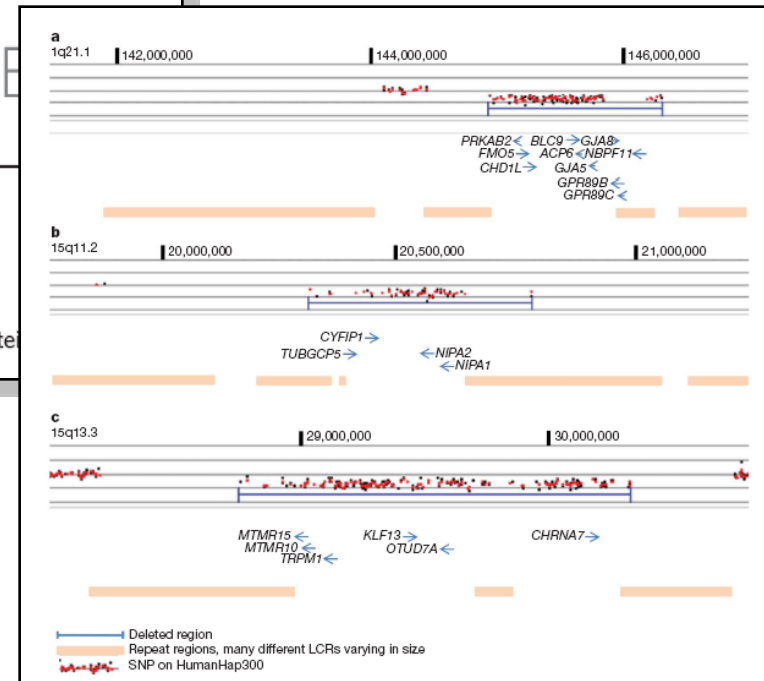 a
1q21.1 142,000,000 144,000,000 146,000,000
PRKAB2 BLC9 GJA8
FMO5 ACP6 NBPF11
CHD1L GJA5
GPR89B
GPR89C
b
15q11.2 20,000,000 20,500,000 21,000,000
CYFIP1
TUBGCP5 NIPA2
NIPA1
c
15q13.3 29,000,000 30,000,000
MTMR15 KLF13 CHRNA7
MTMR10 OTUD7A
TRPM1
Deleted region
Repeat regions, many different LCRs varying in size
SNP on HumanHap300